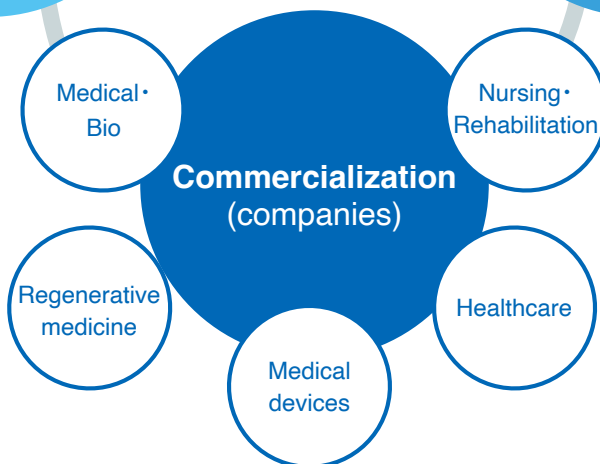 Medical・
Bio
Nursing・
Rehabilitation
Commercialization
(companies)
Regenerative
medicine
Healthcare
Medical
devices